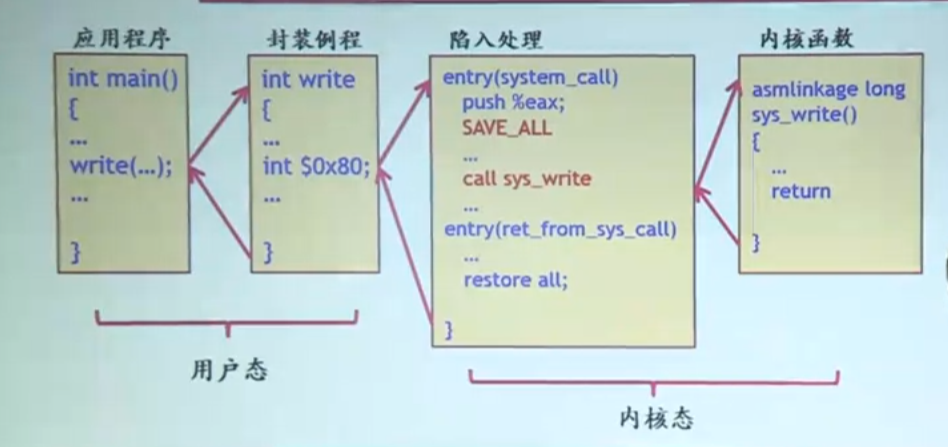 应用程序
int main()
{
...
write(...);
...
}
封装例程
int write
{
...
int $0x80;
...
}
陷入处理
entry(system_call)
push %eax;
SAVE_ALL
...
call sys_write
...
entry(ret_from_sys_call)
...
restore all;
}
内核函数
asmlinkage long
sys_write()
{
...
return
}
用户态
内核态